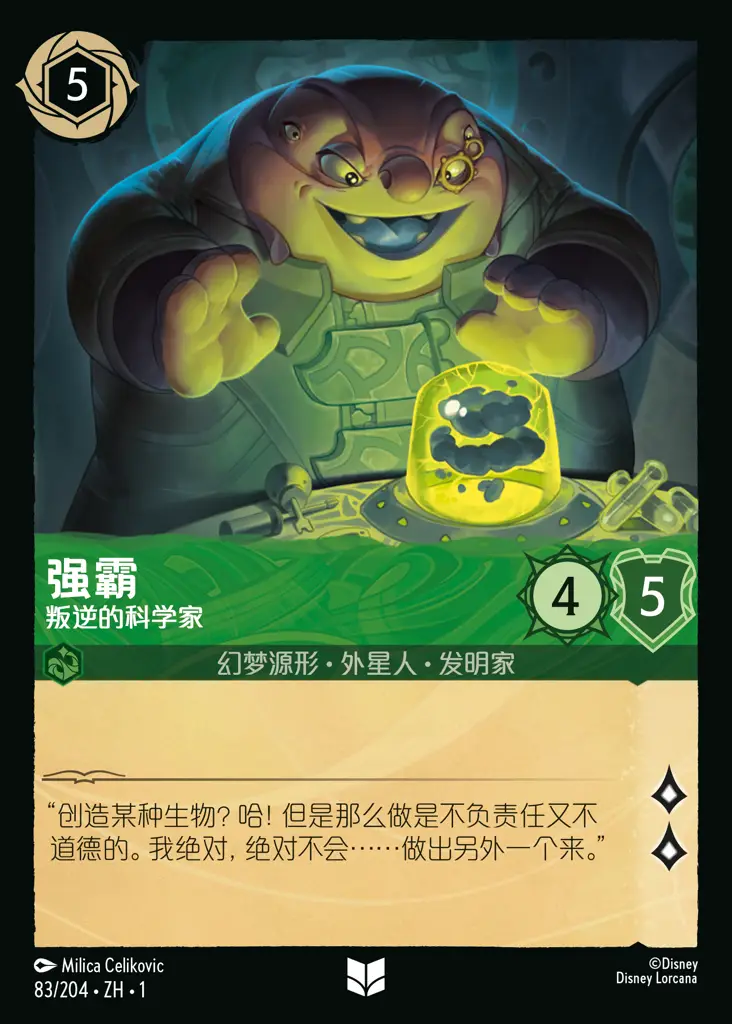 5
强霸
叛逆的科学家
4
5
幻梦源形・外星人・发明家
“创造某种生物？哈！但是那么做是不负责任又不
道德的。我绝对，绝对不会……做出另外一个来。”
Milica Celikovic
83/204 • ZH • 1
©Disney
Disney Lorcana